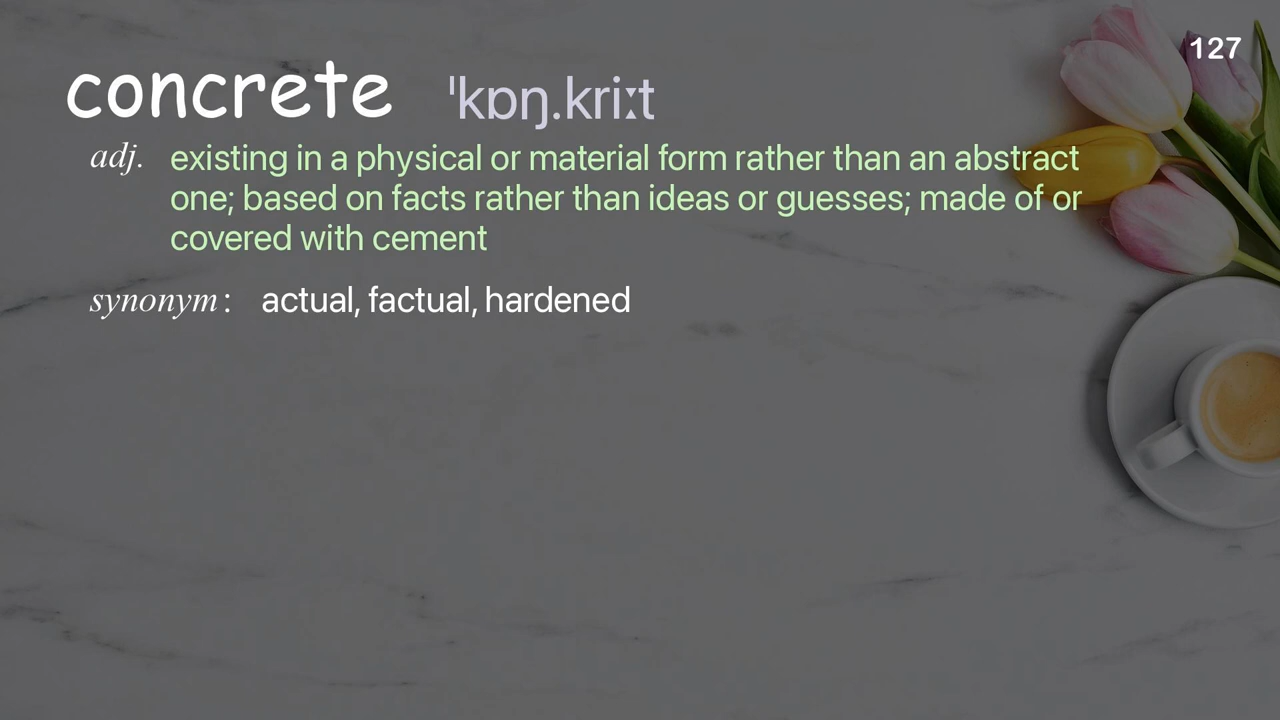 127
concrete ˈkɒŋ.kriːt
adj. existing in a physical or material form rather than an abstract
one; based on facts rather than ideas or guesses; made of or
covered with cement
synonym : actual, factual, hardened